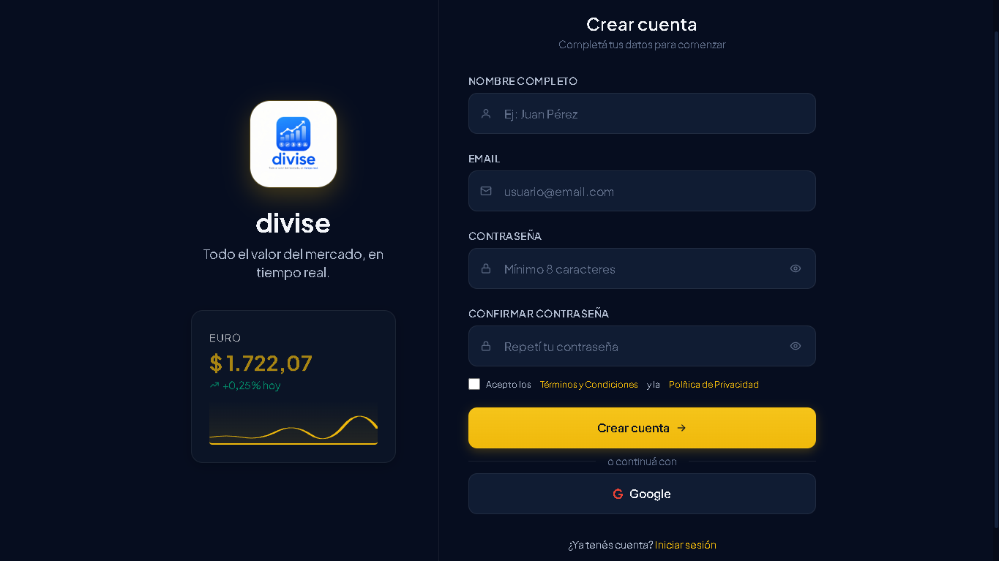 divise
divise
Todo el valor del mercado, en
tiempo real.
EURO
$ 1.722,07
+0,25% hoy
Crear cuenta
Completá tus datos para comenzar
NOMBRE COMPLETO
Ej: Juan Pérez
EMAIL
usuario@email.com
CONTRASEÑA
Mínimo 8 caracteres
CONFIRMAR CONTRASEÑA
Repetí tu contraseña
Acepto los Términos y Condiciones y la Política de Privacidad
Crear cuenta →
o continuá con
G Google
¿Ya tenés cuenta? Iniciar sesión